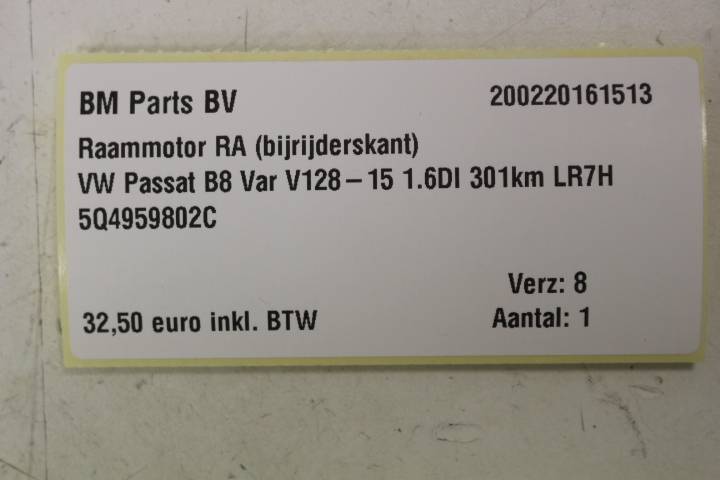 BM Parts BV 200220161513
Raammotor RA (bijrijderskant)
VW Passat B8 Var V128-15 1.6DI 301km LR7H
5Q4959802C
Verz: 8
32,50 euro inkl. BTW Aantal: 1